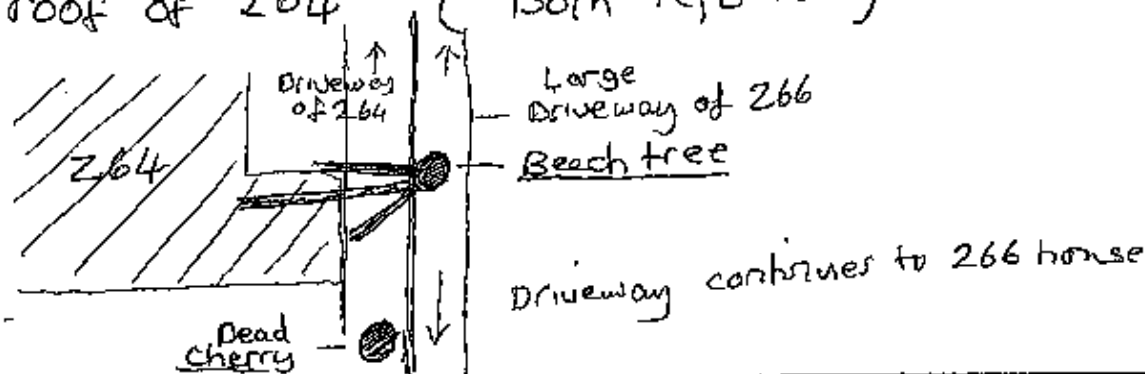 roof of 264 ( Both
Driveway
of 264
Large
Driveway of 266
264
Beech tree
Driveway continues to 266 house
Dead
Cherry